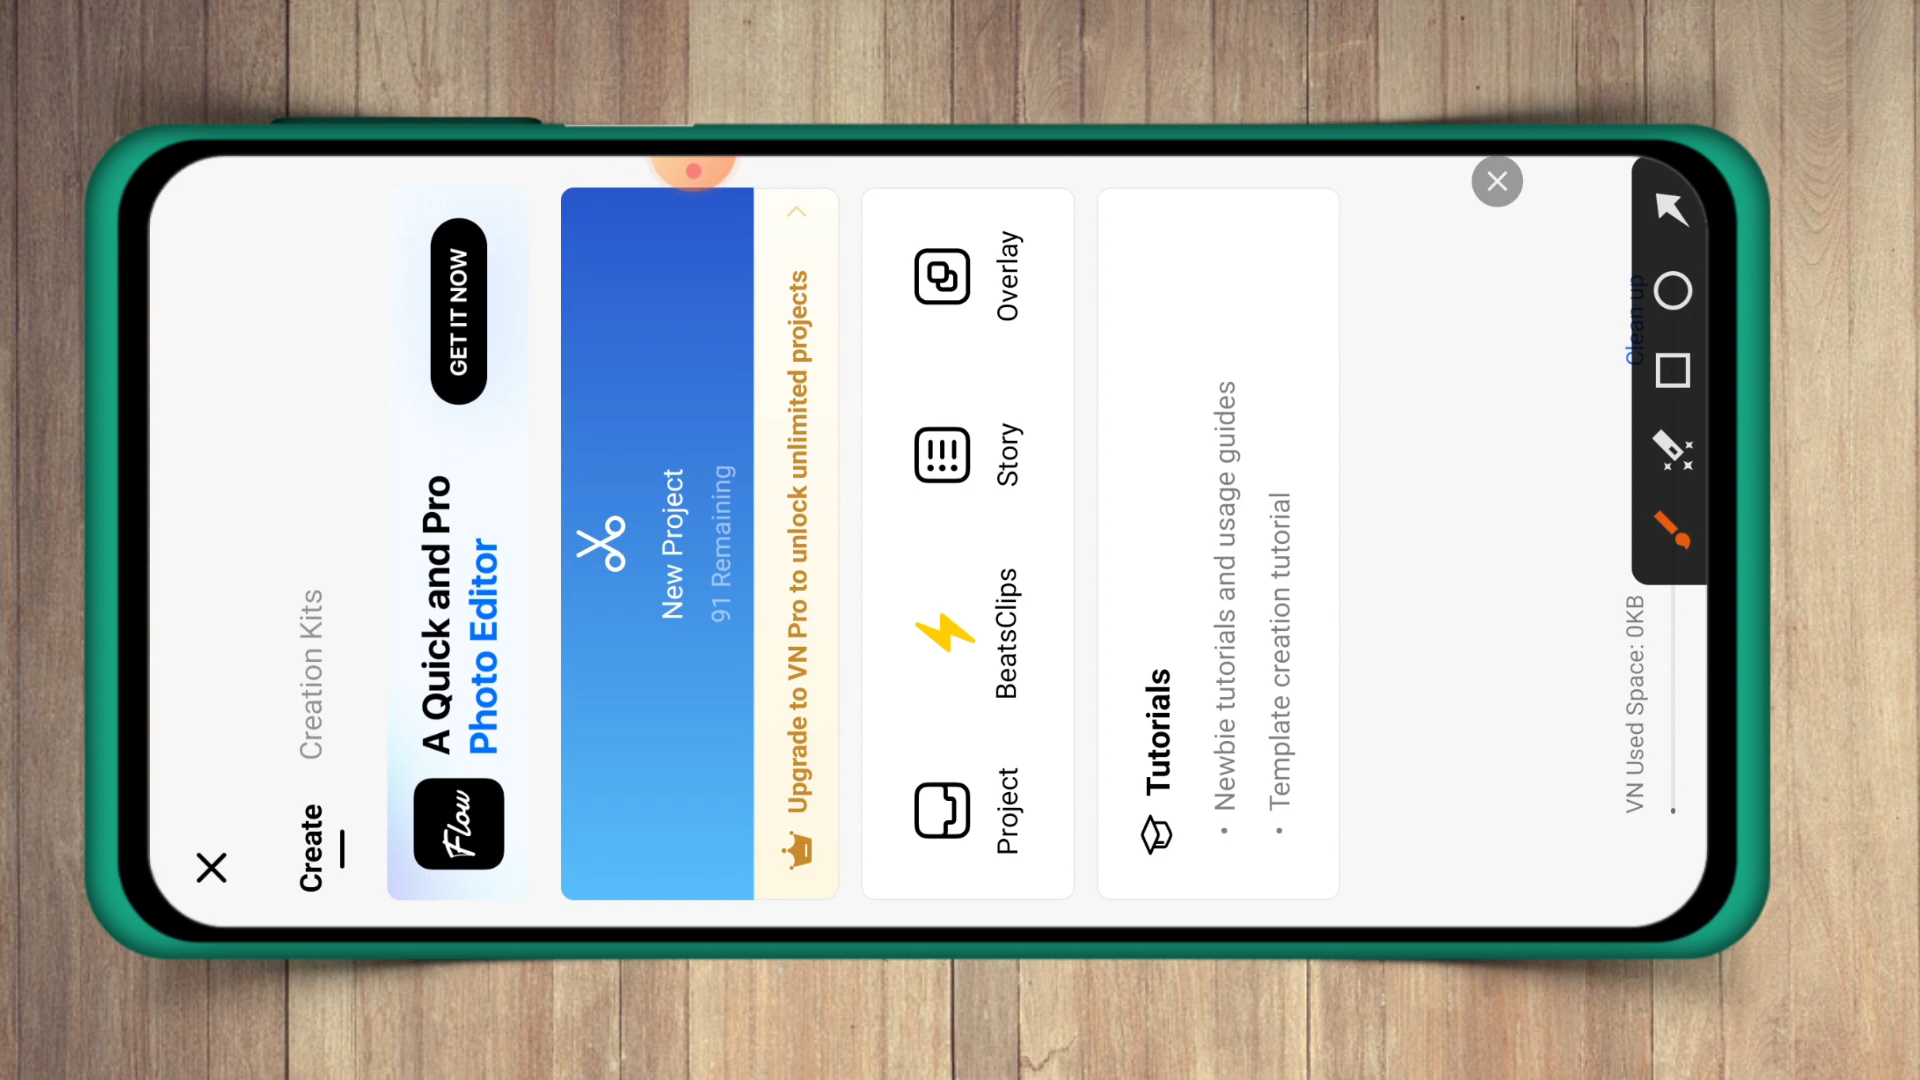 Create Creation Kits
Flow
A Quick and Pro
Photo Editor
GET IT NOW
New Project
91 Remaining
Upgrade to VN Pro to unlock unlimited projects
Project BeatsClips Story Overlay
Tutorials
• Newbie tutorials and usage guides
• Template creation tutorial
VN Used Space: 0KB Clean up